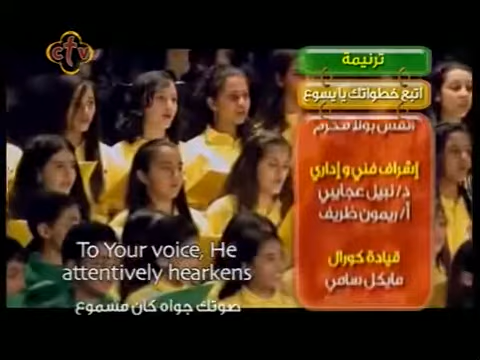 ctv
ترنيمة
اتبع خطواتك يا يسوع
القس بولا محرم
إشراف فني و إداري
د/ نبيل عجايبي
أ/ ريمون ظريف
قيادة كورال
مايكل سامي
To Your voice, He
attentively hearkens
صوتك جواه كان مسموع